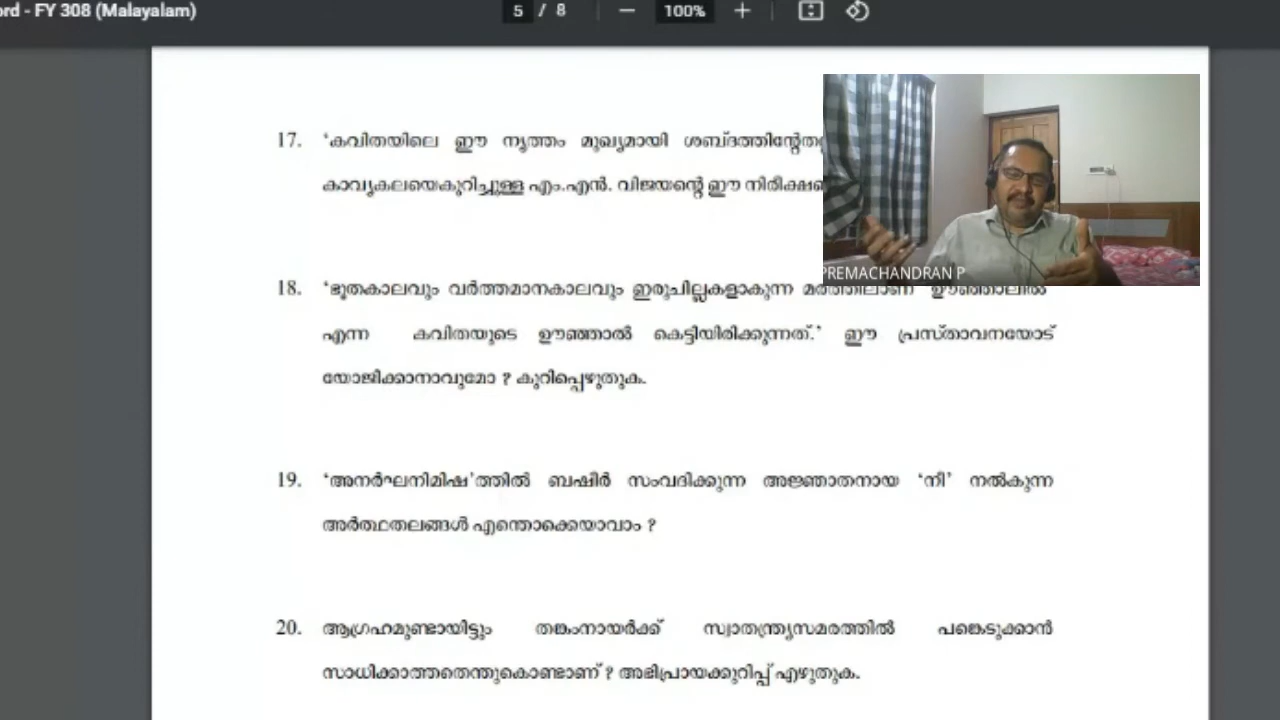 ord - FY 308 (Malayalam)
5 / 8
100%
17. ‘കവിതയിലെ ഈ നൃത്തം മുഖ്യമായി
കാവ്യകലയെകുറിച്ചുള്ള എം.എൻ. വിജയന്റെ ഈ
PREMACHANDRAN P
18. ‘ഭൂതകാലവും വർത്തമാനകാലവും ഇരുചില്ലകളാകുന്ന മരത്തിലാണ് ഊഞ്ഞാലിൽ
എന്ന കവിതയുടെ ഊഞ്ഞാൽ കെട്ടിയിരിക്കുന്നത്.’ ഈ പ്രസ്താവനയോട്
യോജിക്കാനാവുമോ ? കുറിപ്പെഴുതുക.
19. ‘അനർഘനിമിഷ’ത്തിൽ ബഷീർ സംവദിക്കുന്ന അജ്ഞാതനായ ‘നീ’ നൽകുന്ന
അർത്ഥതലങ്ങൾ എന്തൊക്കെയാവാം ?
20. ആഗ്രഹമുണ്ടായിട്ടും തങ്കംനായർക്ക് സ്വാതന്ത്ര്യസമരത്തിൽ പങ്കെടുക്കാൻ
സാധിക്കാത്തതെന്തുകൊണ്ടാണ് ? അഭിപ്രായക്കുറിപ്പ് എഴുതുക.